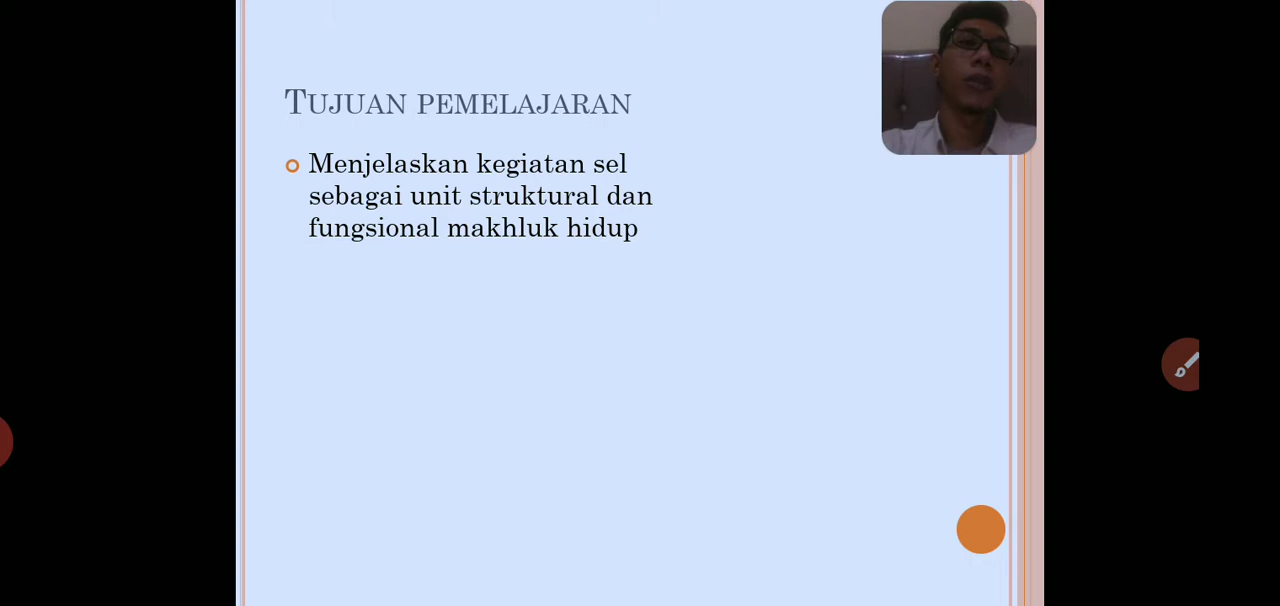 TUJUAN PEMELAJARAN
Menjelaskan kegiatan sel
sebagai unit struktural dan
fungsional makhluk hidup